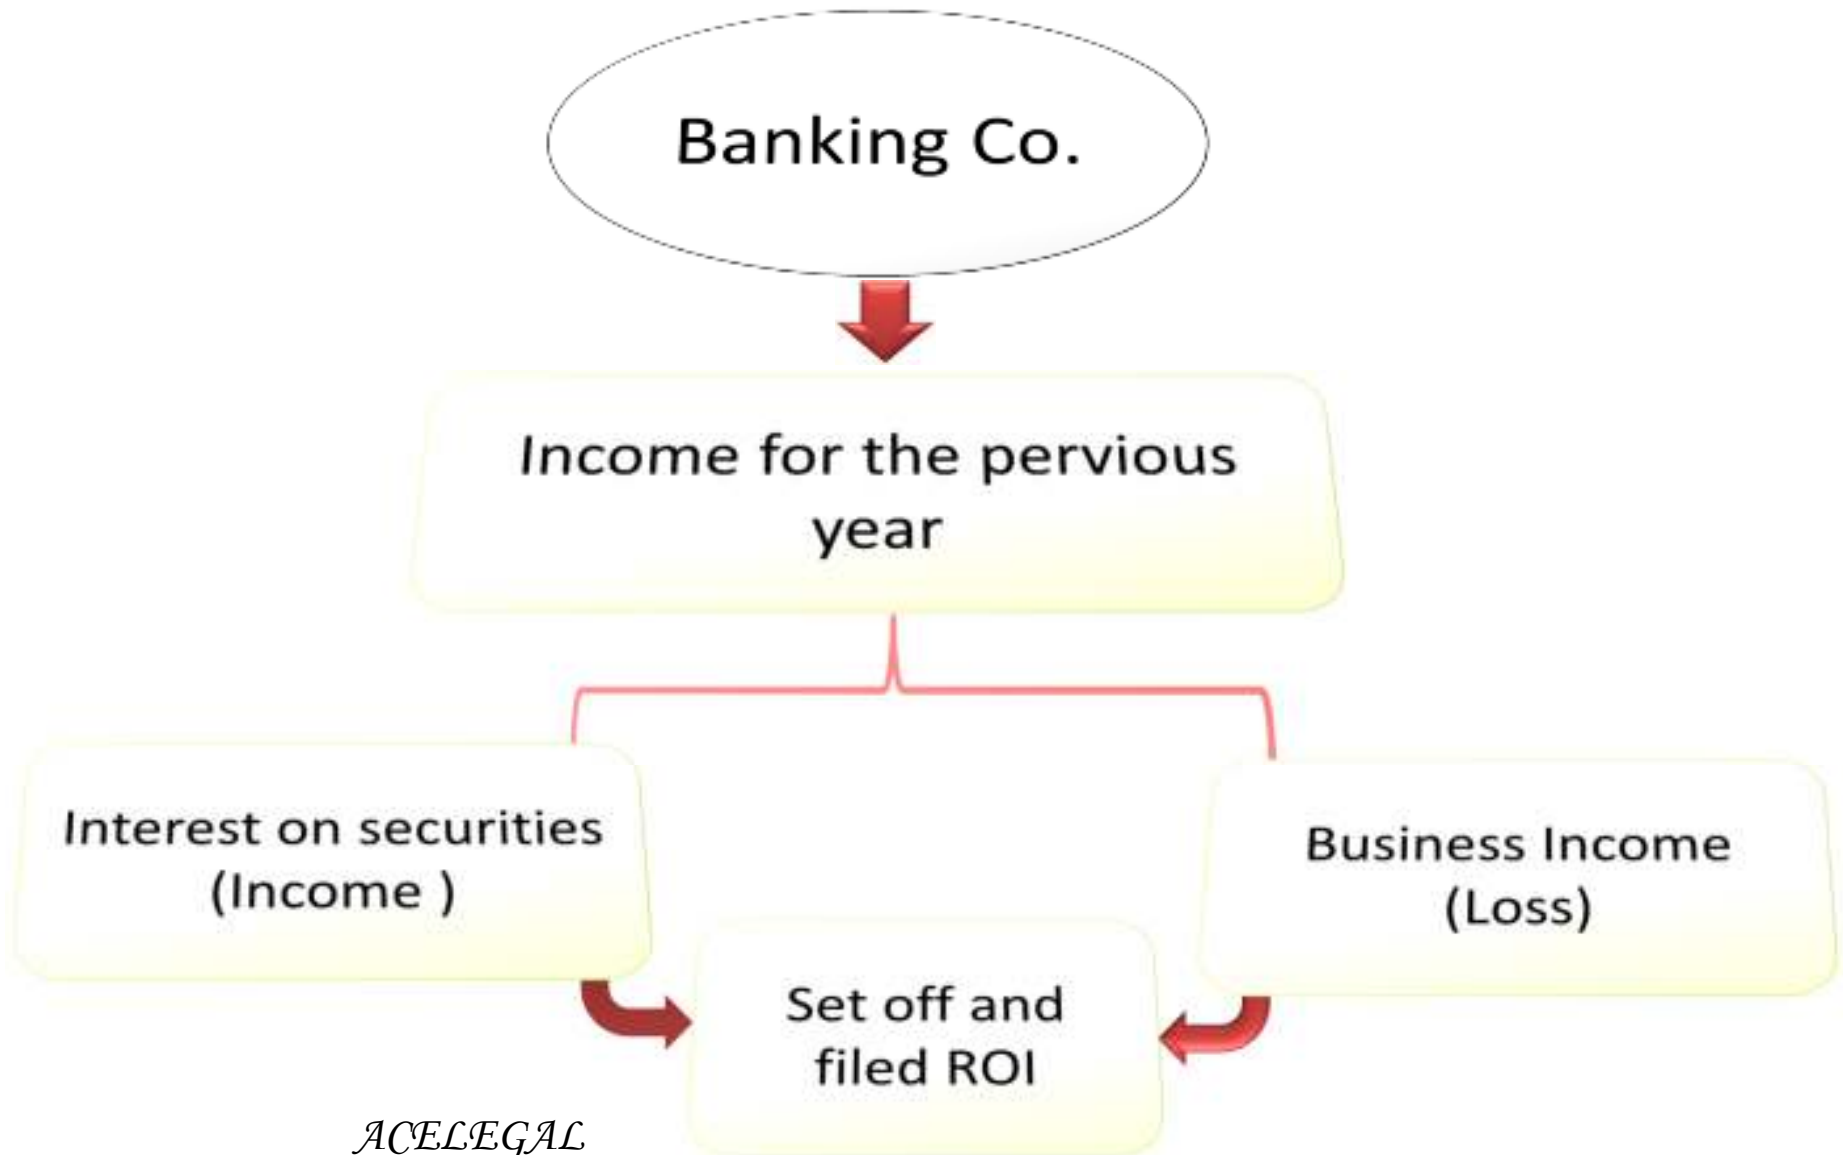 Banking Co.
Income for the pervious
year
Interest on securities
(Income )
Business Income
(Loss)
Set off and
filed ROI
ACELEGAL